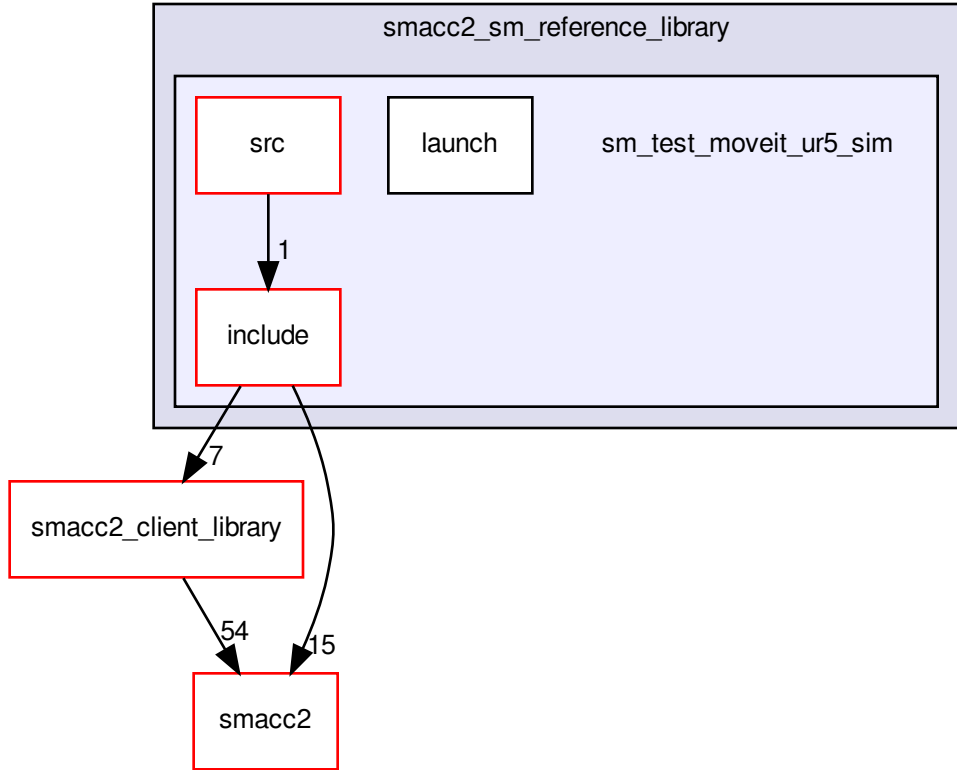 smacc2_sm_reference_library
src
launch
sm_test_moveit_ur5_sim
1
include
7
smacc2_client_library
54
15
smacc2